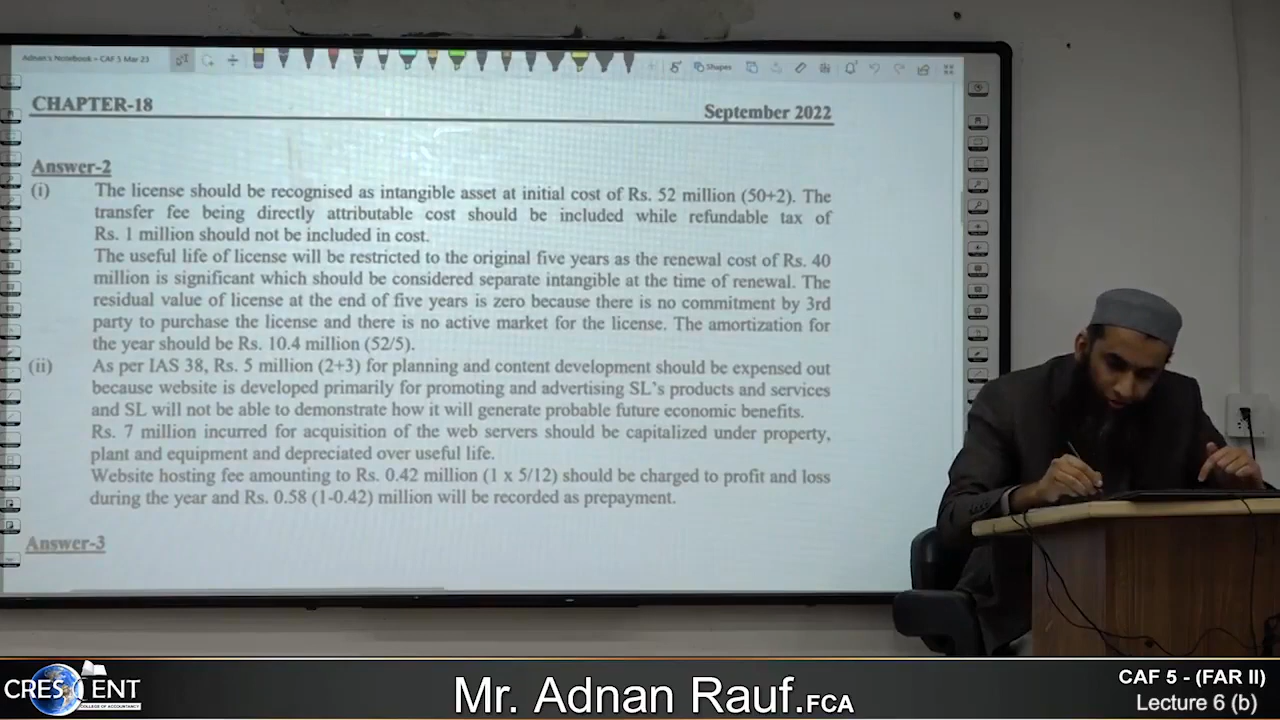 Adnan's Notebook > CAF 5 Mar 23
Shapes
CHAPTER-18
September 2022
Answer-2
(i) The license should be recognised as intangible asset at initial cost of Rs. 52 million (50+2). The
transfer fee being directly attributable cost should be included while refundable tax of
Rs. 1 million should not be included in cost.
The useful life of license will be restricted to the original five years as the renewal cost of Rs. 40
million is significant which should be considered separate intangible at the time of renewal. The
residual value of license at the end of five years is zero because there is no commitment by 3rd
party to purchase the license and there is no active market for the license. The amortization for
the year should be Rs. 10.4 million (52/5).
(ii) As per IAS 38, Rs. 5 million (2+3) for planning and content development should be expensed out
because website is developed primarily for promoting and advertising SL's products and services
and SL will not be able to demonstrate how it will generate probable future economic benefits.
Rs. 7 million incurred for acquisition of the web servers should be capitalized under property,
plant and equipment and depreciated over useful life.
Website hosting fee amounting to Rs. 0.42 million (1 x 5/12) should be charged to profit and loss
during the year and Rs. 0.58 (1-0.42) million will be recorded as prepayment.
Answer-3
CRESCENT
COLLEGE OF ACCOUNTANCY
Mr. Adnan Rauf.FCA
CAF 5 - (FAR II)
Lecture 6 (b)